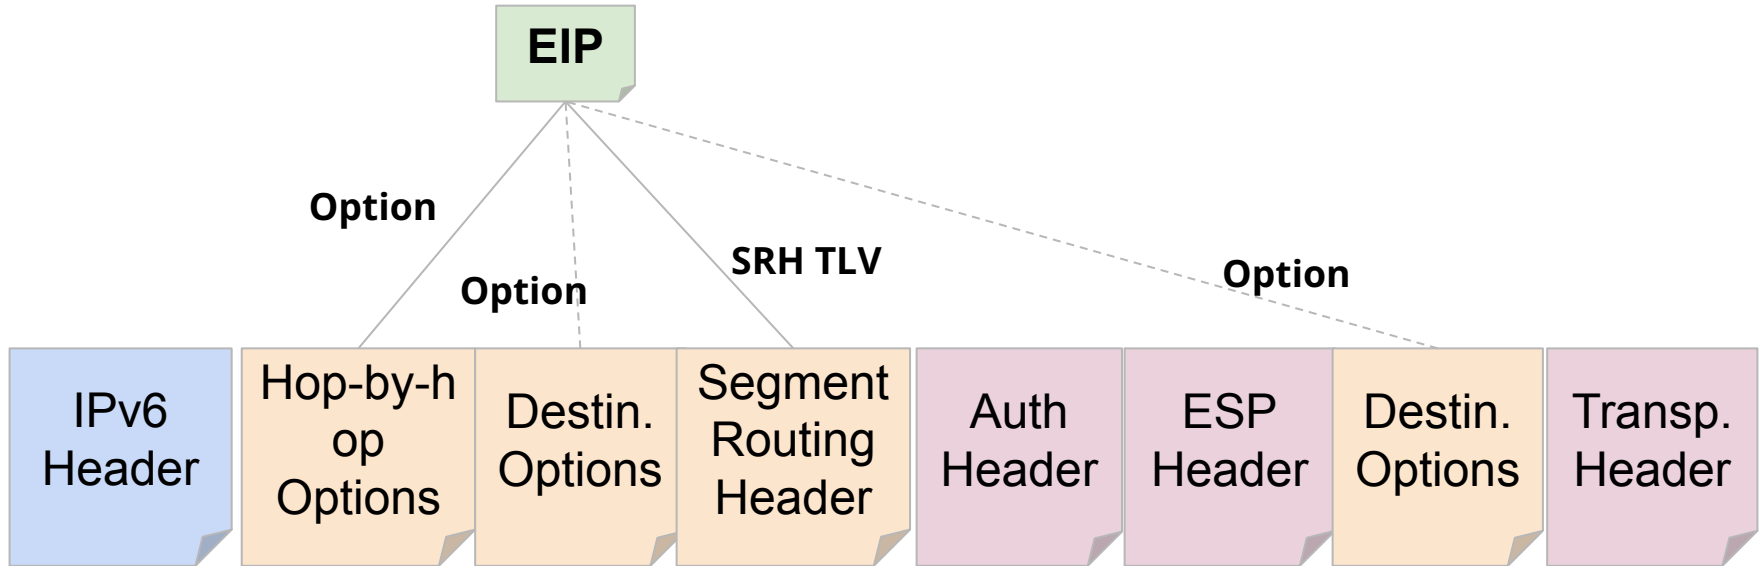 EIP
Option
SRH TLV
Option
Option
IPv6
Header
Hop-by-h
op
Options
Destin.
Options
Segment
Routing
Header
Auth
Header
ESP
Header
Destin.
Options
Transp.
Header